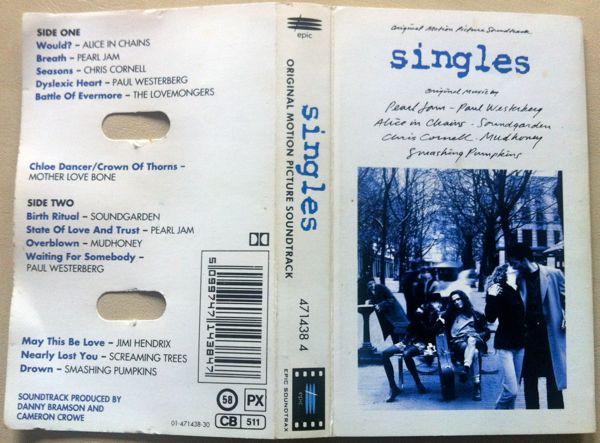 SIDE ONE
Would? – ALICE IN CHAINS
Breath – PEARL JAM
Seasons – CHRIS CORNELL
Dyslexic Heart – PAUL WESTERBERG
Battle Of Evermore – THE LOVEMONGERS
Chloe Dancer/Crown Of Thorns –
MOTHER LOVE BONE
SIDE TWO
Birth Ritual – SOUNDGARDEN
State Of Love And Trust – PEARL JAM
Overblown – MUDHONEY
Waiting For Somebody –
PAUL WESTERBERG
May This Be Love – JIMI HENDRIX
Nearly Lost You – SCREAMING TREES
Drown – SMASHING PUMPKINS
SOUNDTRACK PRODUCED BY
DANNY BRAMSON AND
CAMERON CROWE
01-471438-30
5 099747 143847
58
PX
CB
511
epic
singles
ORIGINAL MOTION PICTURE SOUNDTRACK
471438 4
epic
EPIC SOUNDTRAX
Original Motion Picture Soundtrack
singles
original music by
Pearl Jam - Paul Westerberg
Alice in Chains - Soundgarden
Chris Cornell - Mudhoney
Smashing Pumpkins